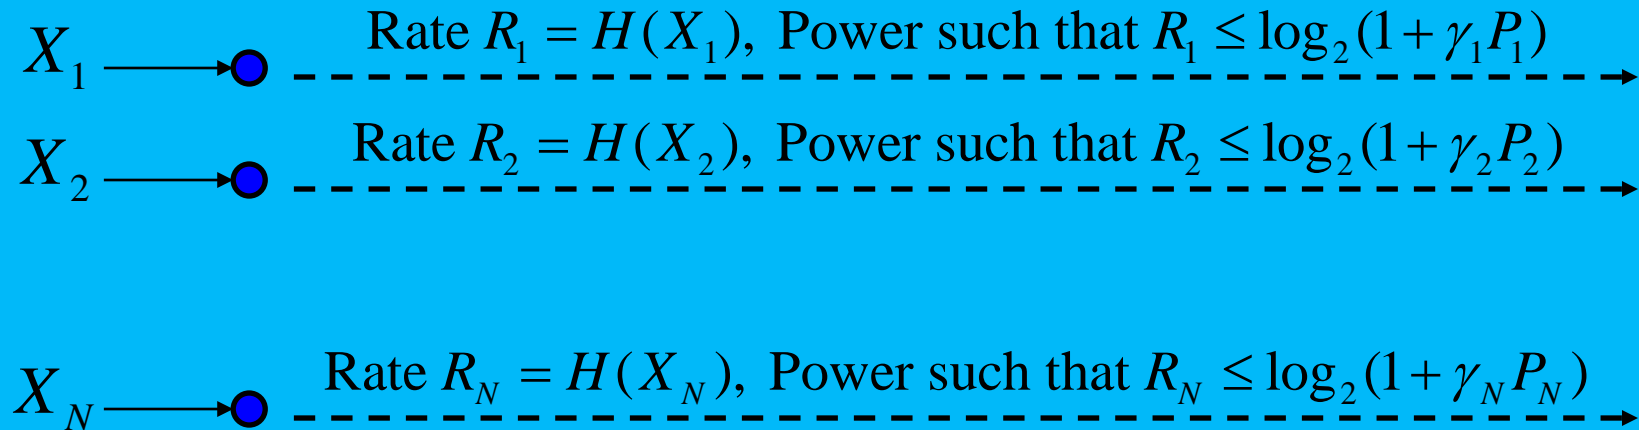 X₁ Rate R₁ = H(X₁), Power such that R₁ ≤ log₂(1 + γ₁P₁)
X₂ Rate R₂ = H(X₂), Power such that R₂ ≤ log₂(1 + γ₂P₂)
X_N Rate R_N = H(X_N), Power such that R_N ≤ log₂(1 + γ_N P_N)